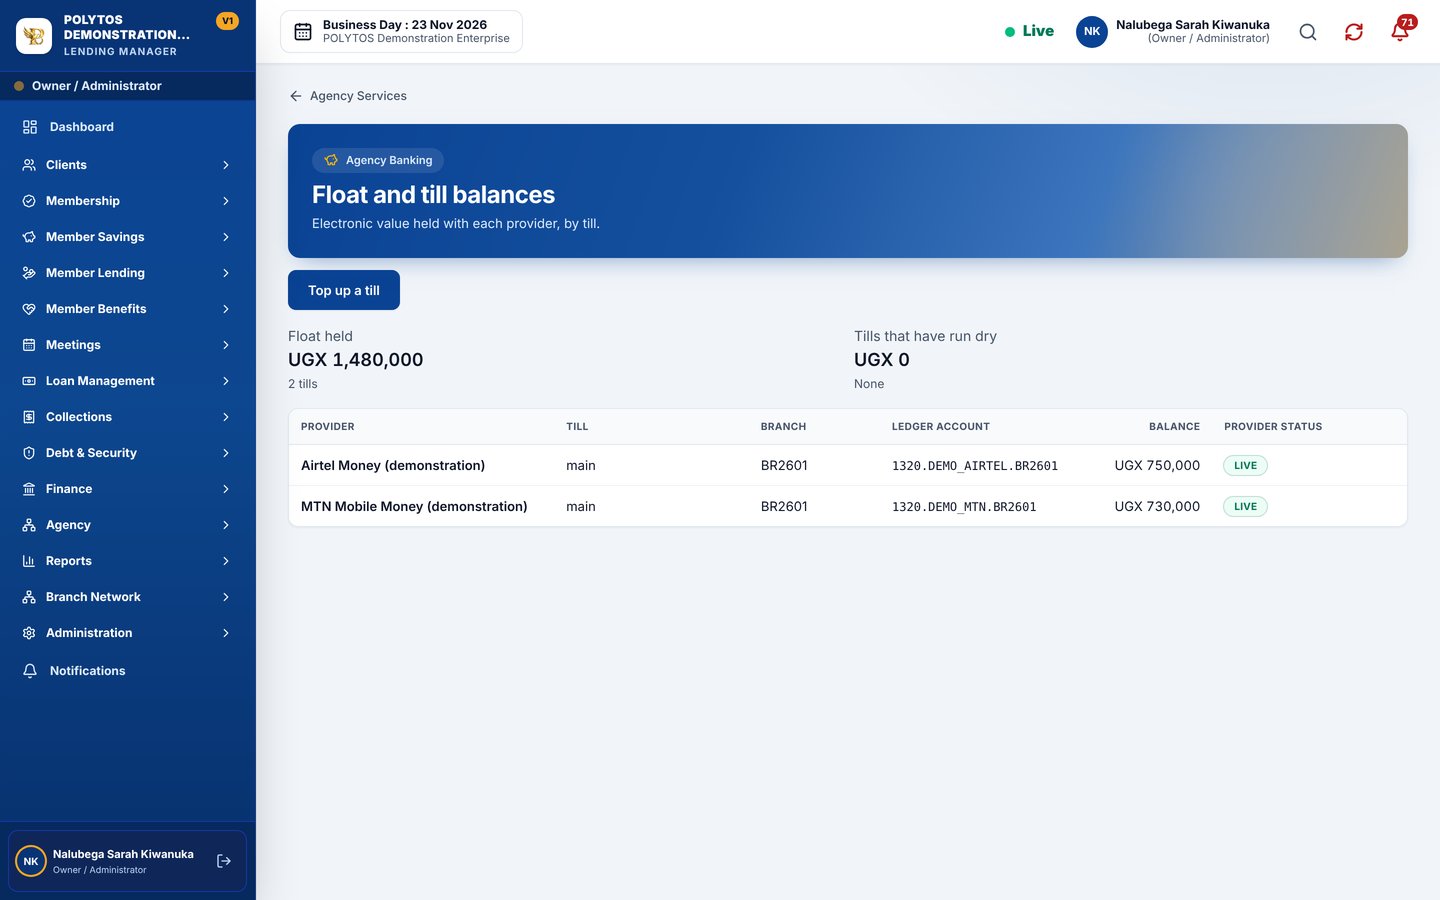 POLYTOS
DEMONSTRATION...
LENDING MANAGER
V1
Owner / Administrator
Dashboard
Clients
Membership
Member Savings
Member Lending
Member Benefits
Meetings
Loan Management
Collections
Debt & Security
Finance
Agency
Reports
Branch Network
Administration
Notifications
NK
Nalubega Sarah Kiwanuka
Owner / Administrator
Business Day : 23 Nov 2026
POLYTOS Demonstration Enterprise
Live
NK
Nalubega Sarah Kiwanuka
(Owner / Administrator)
71
Agency Services
Agency Banking
Float and till balances
Electronic value held with each provider, by till.
Top up a till
Float held
UGX 1,480,000
2 tills
Tills that have run dry
UGX 0
None
PROVIDER TILL BRANCH LEDGER ACCOUNT BALANCE PROVIDER STATUS
Airtel Money (demonstration) main BR2601 1320.DEMO_AIRTEL.BR2601 UGX 750,000 LIVE
MTN Mobile Money (demonstration) main BR2601 1320.DEMO_MTN.BR2601 UGX 730,000 LIVE